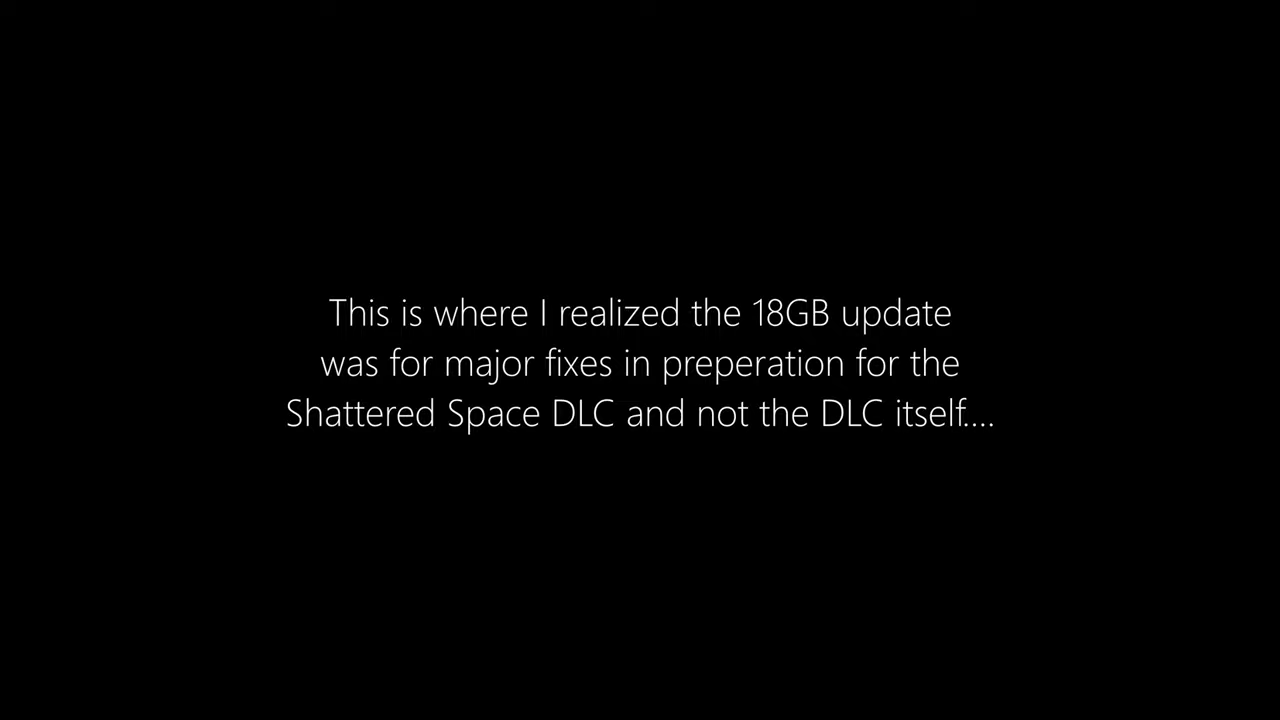 This is where I realized the 18GB update
was for major fixes in preperation for the
Shattered Space DLC and not the DLC itself....